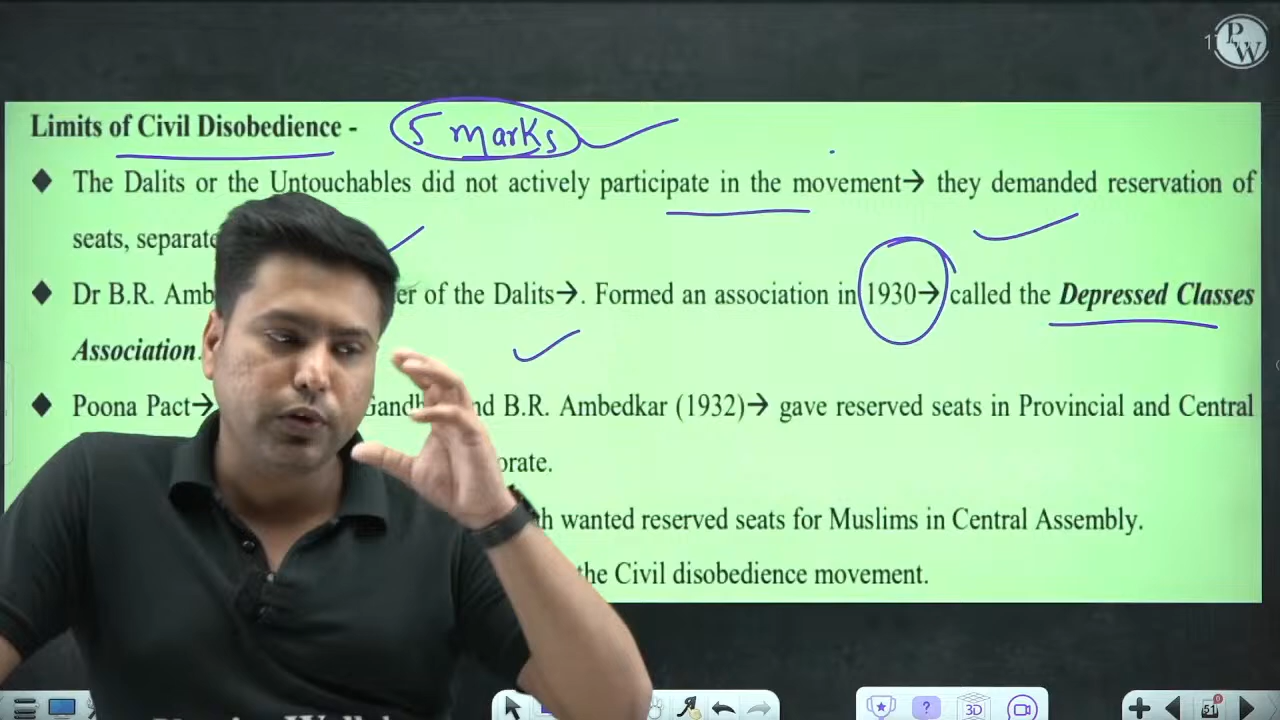 PW
Limits of Civil Disobedience - 5 marks
◆ The Dalits or the Untouchables did not actively participate in the movement→ they demanded reservation of
seats, separate
◆ Dr B.R. Amb er of the Dalits→. Formed an association in 1930→ called the Depressed Classes
Association.
◆ Poona Pact→ Gandh nd B.R. Ambedkar (1932)→ gave reserved seats in Provincial and Central
orate.
h wanted reserved seats for Muslims in Central Assembly.
the Civil disobedience movement.
? 3D 51